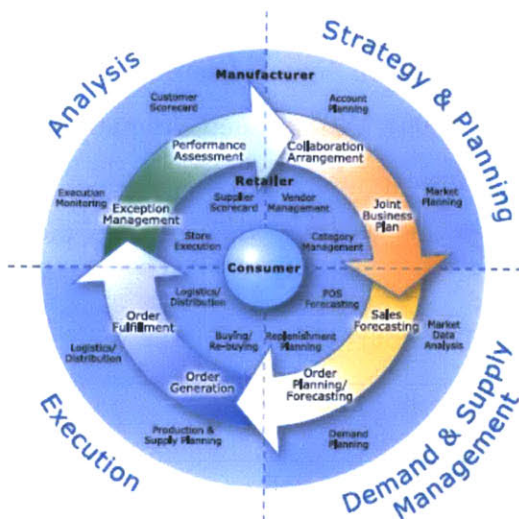 Analysis
Strategy & Planning
Manufacturer
Customer
Scorecard
Account
Planning
Performance
Assessment
Collaboration
Arrangement
Retailer
Supplier
Scorecard
Vendor
Management
Execution
Monitoring
Exception
Management
Joint
Business
Plan
Market
Planning
Store
Execution
Category
Management
Consumer
Logistics/
Distribution
POS
Forecasting
Order
Fulfillment
Sales
Forecasting
Logistics/
Distribution
Buying/
Re-buying
Replenishment
Planning
Market
Data
Analysis
Order
Generation
Order
Planning/
Forecasting
Production &
Supply Planning
Demand
Planning
Execution
Demand & Supply
Management